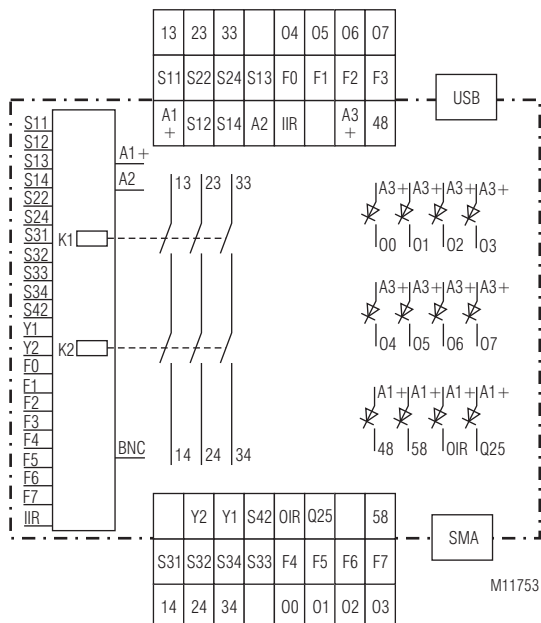 13 23 33 04 05 06 07
S11 S22 S24 S13 F0 F1 F2 F3
A1+ S12 S14 A2 IIR A3+ 48
USB
S11
S12
S13
S14
S22
S24
S31
S32
S33
S34
S42
Y1
Y2
F0
F1
F2
F3
F4
F5
F6
F7
IIR
K1
K2
A1+
A2
BNC
13 23 33
14 24 34
A3+ A3+ A3+ A3+
00 01 02 03
A3+ A3+ A3+ A3+
04 05 06 07
A1+ A1+ A1+ A1+
48 58 OIR Q25
Y2 Y1 S42 OIR Q25 58
S31 S32 S34 S33 F4 F5 F6 F7
14 24 34 00 01 02 03
SMA
M11753